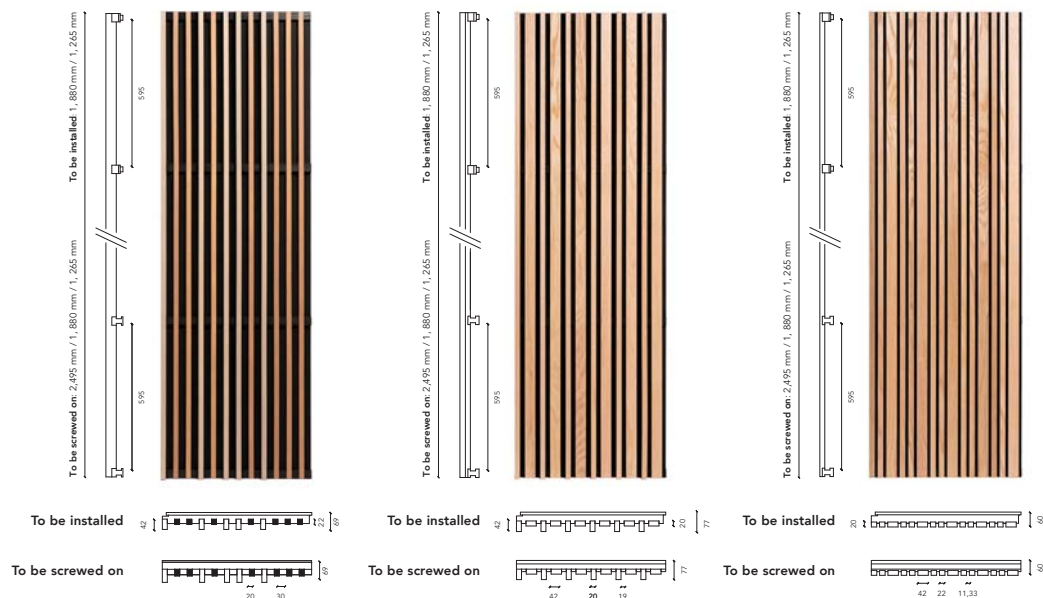 To be installed: 1, 880 mm / 1, 265 mm
To be screwed on: 2,495 mm / 1, 880 mm / 1, 265 mm
595
595
To be installed
42
22
69
To be screwed on
69
20
30
To be installed: 1, 880 mm / 1, 265 mm
To be screwed on: 2,495 mm / 1, 880 mm / 1, 265 mm
595
595
To be installed
42
20
77
To be screwed on
77
42
20
19
To be installed: 1, 880 mm / 1, 265 mm
To be screwed on: 2,495 mm / 1, 880 mm / 1, 265 mm
595
595
To be installed
20
60
To be screwed on
60
42
22
11,33